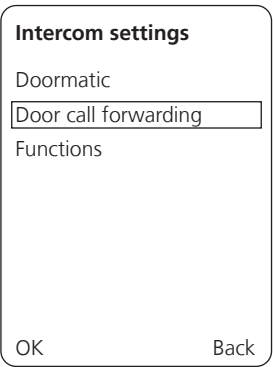 Intercom settings
Doormatic
Door call forwarding
Functions
OK Back